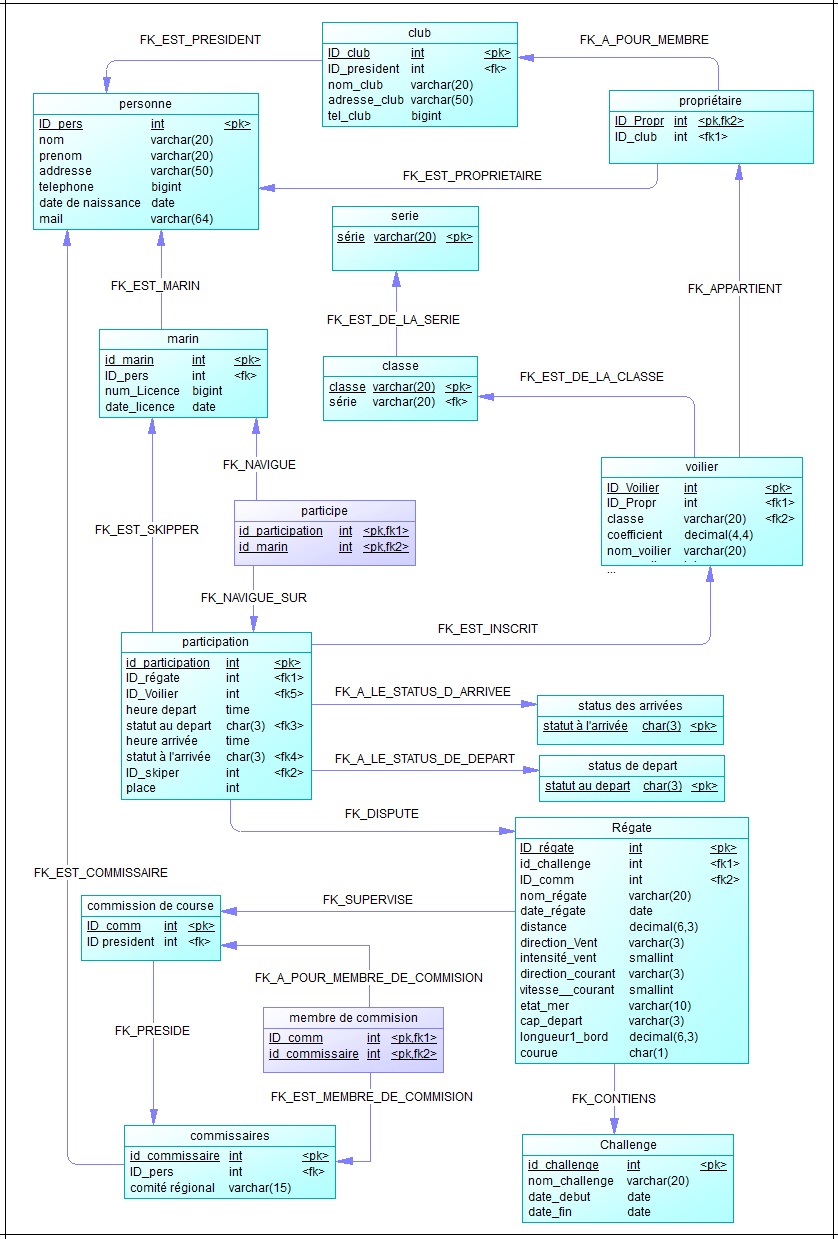 FK_EST_PRESIDENT
club
ID_club int <pk>
ID_president int <fk>
nom_club varchar(20)
adresse_club varchar(50)
tel_club bigint
FK_A_POUR_MEMBRE
personne
ID_pers int <pk>
nom varchar(20)
prenom varchar(20)
addresse varchar(50)
telephone bigint
date de naissance date
mail varchar(64)
propriétaire
ID_Propr int <pk,fk2>
ID_club int <fk1>
FK_EST_PROPRIETAIRE
serie
série varchar(20) <pk>
FK_EST_MARIN
FK_APPARTIENT
FK_EST_DE_LA_SERIE
marin
id_marin int <pk>
ID_pers int <fk>
num_Licence bigint
date_licence date
classe
classe varchar(20) <pk>
série varchar(20) <fk>
FK_EST_DE_LA_CLASSE
FK_NAVIGUE
voilier
ID_Voilier int <pk>
ID_Propr int <fk1>
classe varchar(20) <fk2>
coefficient decimal(4,4)
nom_voilier varchar(20)
...
FK_EST_SKIPPER
participe
id_participation int <pk,fk1>
id_marin int <pk,fk2>
FK_NAVIGUE_SUR
FK_EST_INSCRIT
participation
id_participation int <pk>
ID_régate int <fk1>
ID_Voilier int <fk5>
heure depart time
statut au depart char(3) <fk3>
heure arrivée time
statut à l'arrivée char(3) <fk4>
ID_skiper int <fk2>
place int
FK_A_LE_STATUS_D_ARRIVEE
status des arrivées
statut à l'arrivée char(3) <pk>
FK_A_LE_STATUS_DE_DEPART
status de depart
statut au depart char(3) <pk>
FK_DISPUTE
Régate
ID_régate int <pk>
id_challenge int <fk1>
ID_comm int <fk2>
nom_régate varchar(20)
date_régate date
distance decimal(6,3)
direction_Vent varchar(3)
intensité_vent smallint
direction_courant varchar(3)
vitesse__courant smallint
etat_mer varchar(10)
cap_depart varchar(3)
longueur1_bord decimal(6,3)
courue char(1)
FK_EST_COMMISSAIRE
FK_SUPERVISE
commission de course
ID_comm int <pk>
ID president int <fk>
FK_A_POUR_MEMBRE_DE_COMMISION
FK_PRESIDE
membre de commision
ID_comm int <pk,fk1>
id_commissaire int <pk,fk2>
FK_EST_MEMBRE_DE_COMMISION
FK_CONTIENS
commissaires
id_commissaire int <pk>
ID_pers int <fk>
comité régional varchar(15)
Challenge
id_challenge int <pk>
nom_challenge varchar(20)
date_debut date
date_fin date